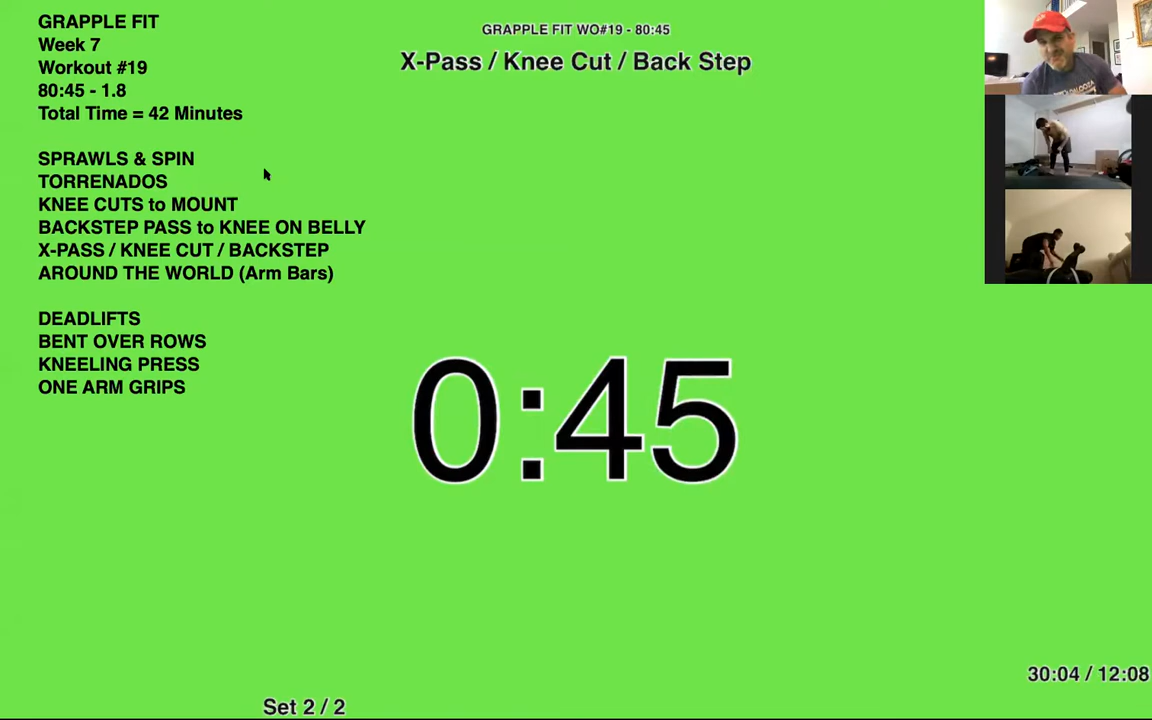 GRAPPLE FIT
Week 7
Workout #19
80:45 - 1.8
Total Time = 42 Minutes
SPRAWLS & SPIN
TORRENADOS
KNEE CUTS to MOUNT
BACKSTEP PASS to KNEE ON BELLY
X-PASS / KNEE CUT / BACKSTEP
AROUND THE WORLD (Arm Bars)
DEADLIFTS
BENT OVER ROWS
KNEELING PRESS
ONE ARM GRIPS
GRAPPLE FIT WO#19 - 80:45
X-Pass / Knee Cut / Back Step
0:45
30:04 / 12:08
Set 2 / 2